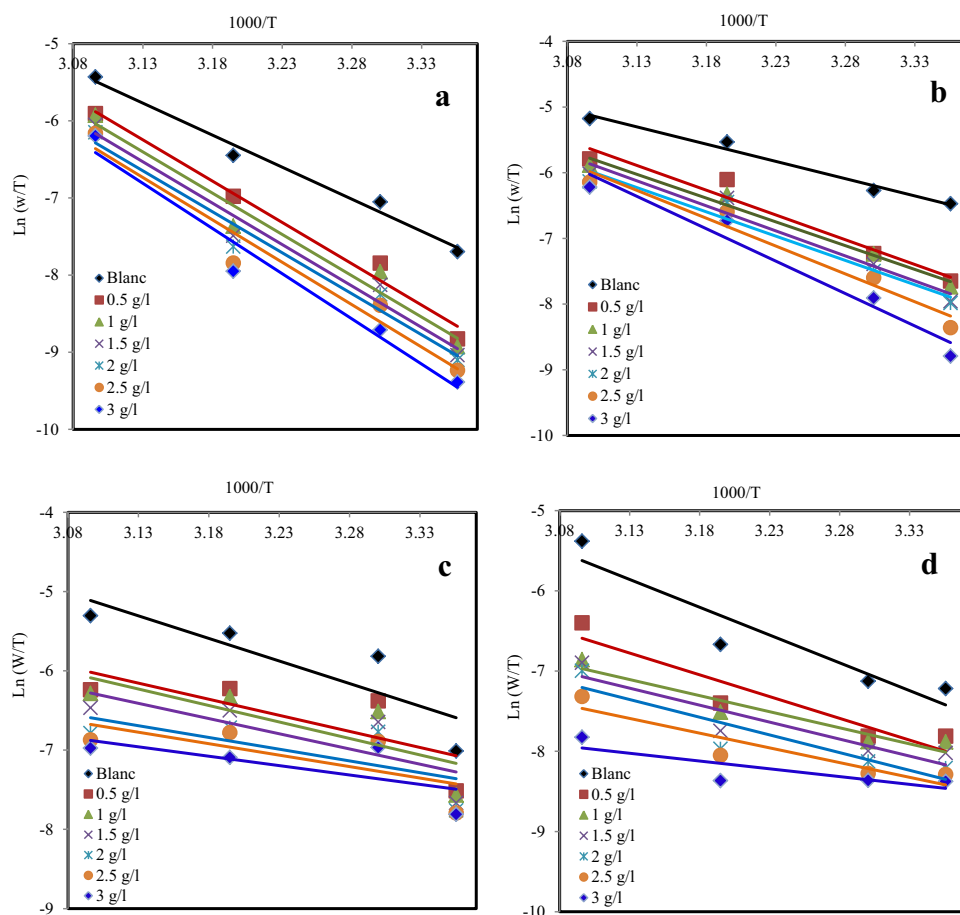 1000/T
-5
3.08 3.13 3.18 3.23 3.28 3.33
a
-6
-7
-8
-9
-10
Ln (w/T)
Blanc
0.5 g/l
1 g/l
1.5 g/l
2 g/l
2.5 g/l
3 g/l
1000/T
-4
3.08 3.13 3.18 3.23 3.28 3.33
b
-5
-6
-7
-8
-9
-10
Ln (w/T)
Blanc
0.5 g/l
1 g/l
1.5 g/l
2 g/l
2.5 g/l
3 g/l
1000/T
-4
3.08 3.13 3.18 3.23 3.28 3.33
c
-5
-6
-7
-8
-9
Ln (W/T)
Blanc
0.5 g/l
1 g/l
1.5 g/l
2 g/l
2.5 g/l
3 g/l
1000/T
-5
3.08 3.13 3.18 3.23 3.28 3.33
d
-6
-7
-8
-9
-10
Ln (W/T)
Blanc
0.5 g/l
1 g/l
1.5 g/l
2 g/l
2.5 g/l
3 g/l